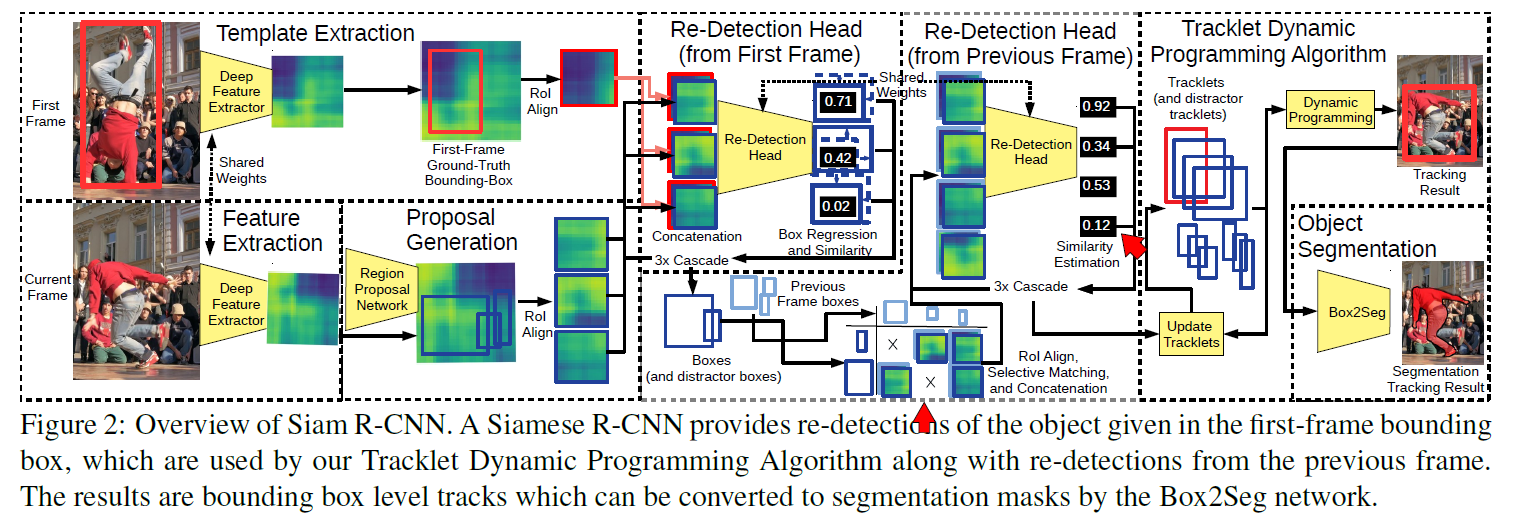 Template Extraction
First
Frame
Deep
Feature
Extractor
RoI
Align
First-Frame
Ground-Truth
Bounding-Box
Shared
Weights
Feature
Extraction
Current
Frame
Deep
Feature
Extractor
Proposal
Generation
Region
Proposal
Network
RoI
Align
Re-Detection Head
(from First Frame)
Re-Detection
Head
0.71
0.42
0.02
Concatenation
Box Regression
and Similarity
3x Cascade
Shared
Weights
Previous
Frame boxes
Boxes
(and distractor boxes)
X
X
RoI Align,
Selective Matching,
and Concatenation
Re-Detection Head
(from Previous Frame)
Re-Detection
Head
0.92
0.34
0.53
0.12
Similarity
Estimation
3x Cascade
Tracklet Dynamic
Programming Algorithm
Tracklets
(and distractor
tracklets)
Dynamic
Programming
Tracking
Result
Update
Tracklets
Object
Segmentation
Box2Seg
Segmentation
Tracking Result
Figure 2: Overview of Siam R-CNN. A Siamese R-CNN provides re-detections of the object given in the first-frame bounding
box, which are used by our Tracklet Dynamic Programming Algorithm along with re-detections from the previous frame.
The results are bounding box level tracks which can be converted to segmentation masks by the Box2Seg network.